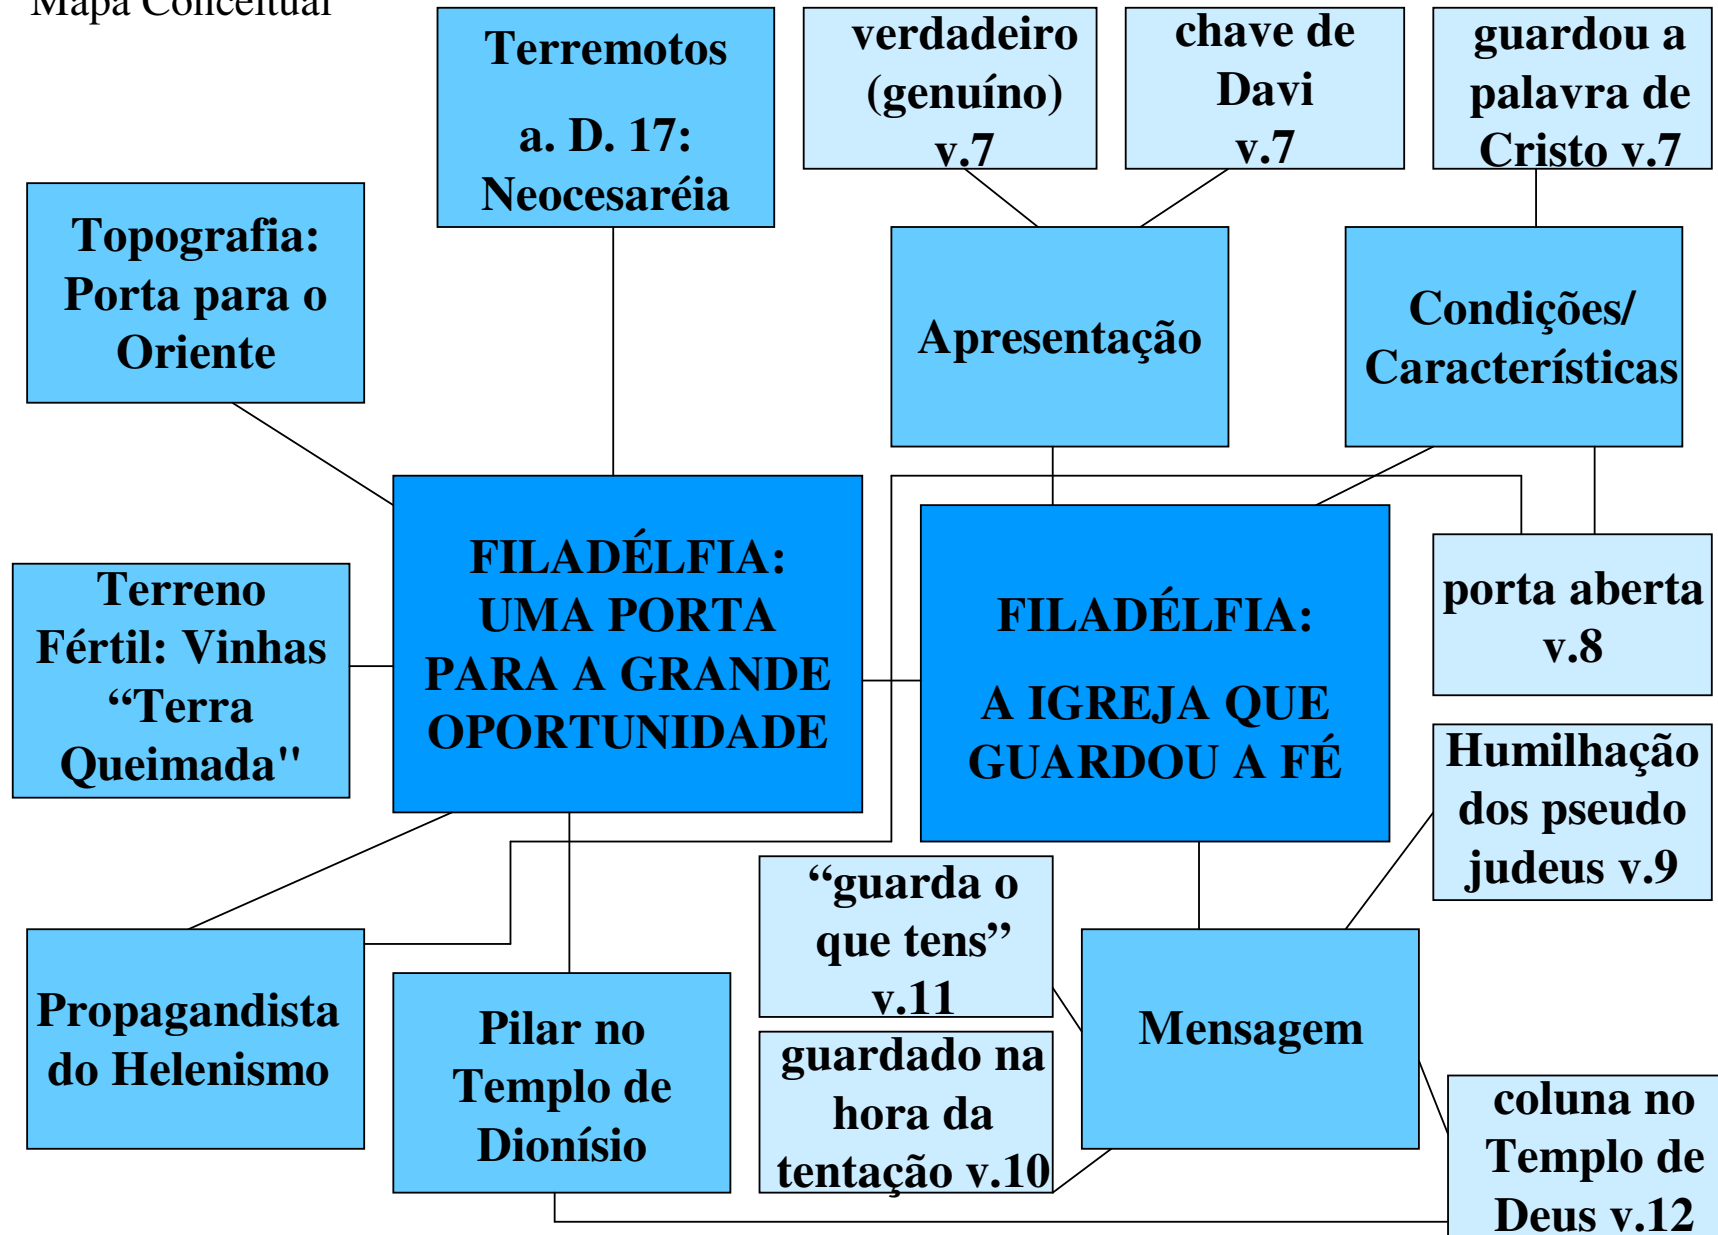 Mapa Conceitual
Terremotos
a. D. 17:
Neocesaréia
verdadeiro
(genuíno)
v.7
chave de
Davi
v.7
guardou a
palavra de
Cristo v.7
Topografia:
Porta para o
Oriente
Apresentação
Condições/
Características
Terreno
Fértil: Vinhas
“Terra
Queimada"
FILADÉLFIA:
UMA PORTA
PARA A GRANDE
OPORTUNIDADE
FILADÉLFIA:
A IGREJA QUE
GUARDOU A FÉ
porta aberta
v.8
Humilhação
dos pseudo
judeus v.9
“guarda o
que tens”
v.11
Propagandista
do Helenismo
Pilar no
Templo de
Dionísio
guardado na
hora da
tentação v.10
Mensagem
coluna no
Templo de
Deus v.12